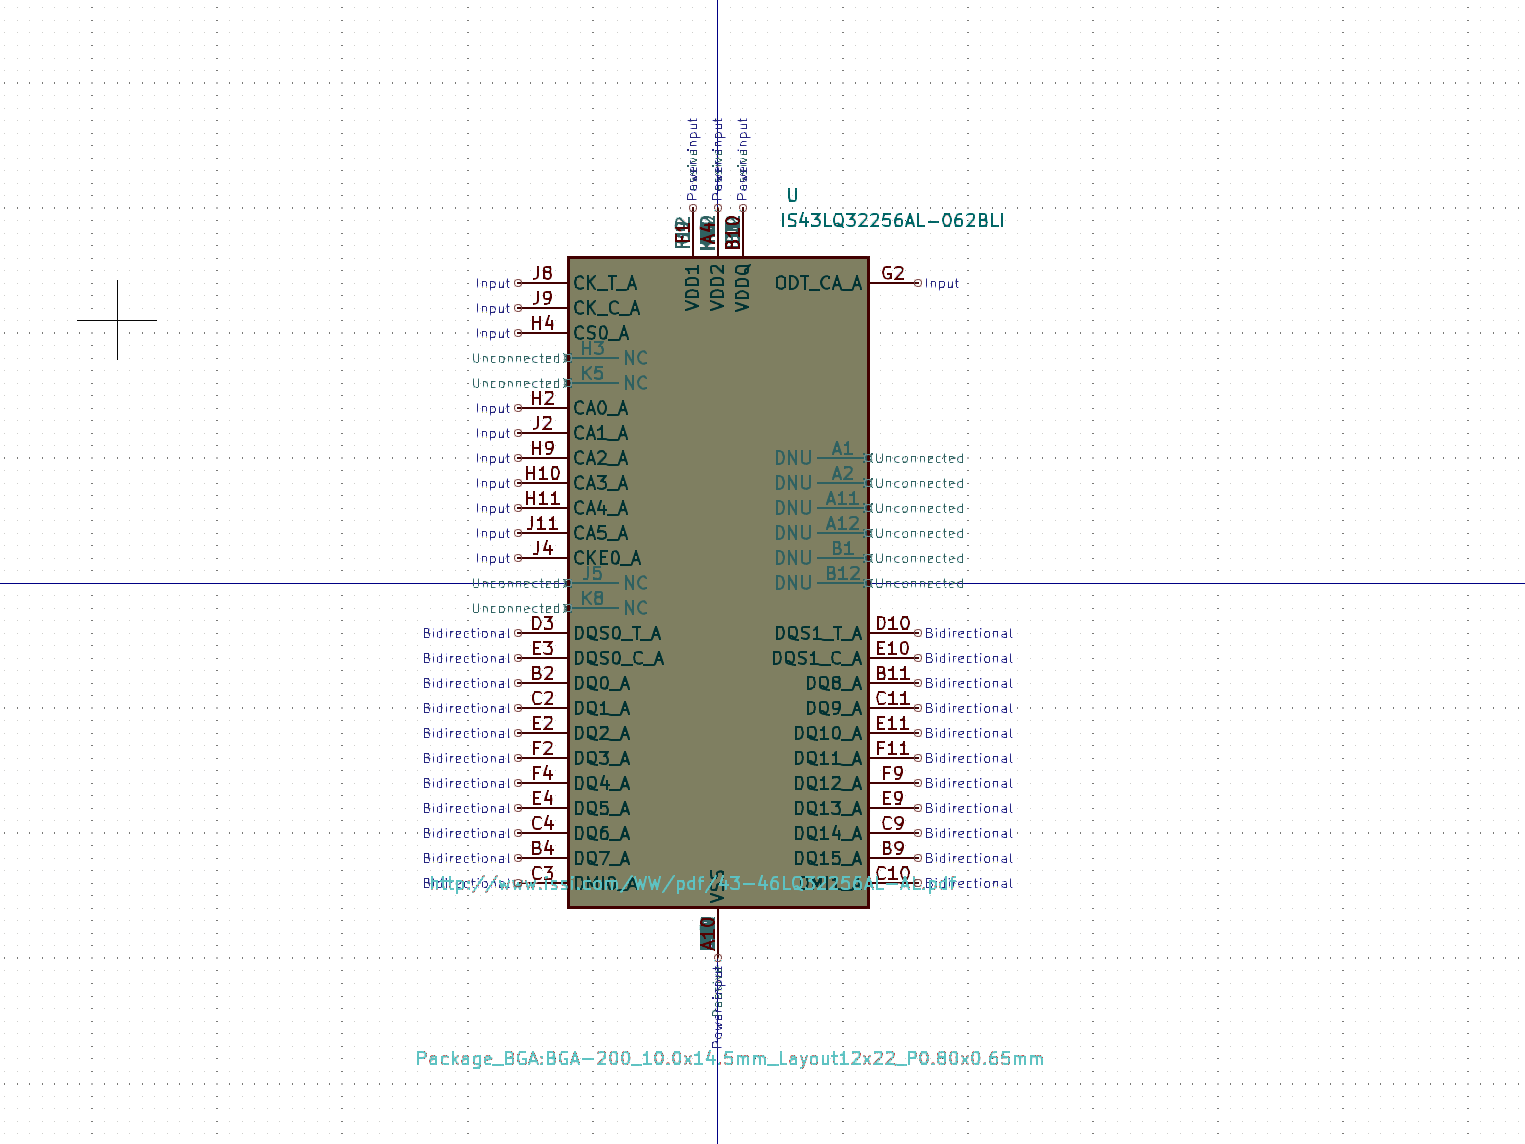 Power input Power input
U
IS43LQ32256AL-062BLI
A4 B10
VDD1 VDD2 VDDQ
Input J8 CK_T_A ODT_CA_A G2 Input
Input J9 CK_C_A
Input H4 CS0_A
Unconnected H3 NC
Unconnected K5 NC
Input H2 CA0_A
Input J2 CA1_A
Input H9 CA2_A DNU A1 Unconnected
Input H10 CA3_A DNU A2 Unconnected
Input H11 CA4_A DNU A11 Unconnected
Input J11 CA5_A DNU A12 Unconnected
Input J4 CKE0_A DNU B1 Unconnected
Unconnected J5 NC DNU B12 Unconnected
Unconnected K8 NC
Bidirectional D3 DQS0_T_A DQS1_T_A D10 Bidirectional
Bidirectional E3 DQS0_C_A DQS1_C_A E10 Bidirectional
Bidirectional B2 DQ0_A DQ8_A B11 Bidirectional
Bidirectional C2 DQ1_A DQ9_A C11 Bidirectional
Bidirectional E2 DQ2_A DQ10_A E11 Bidirectional
Bidirectional F2 DQ3_A DQ11_A F11 Bidirectional
Bidirectional F4 DQ4_A DQ12_A F9 Bidirectional
Bidirectional E4 DQ5_A DQ13_A E9 Bidirectional
Bidirectional C4 DQ6_A DQ14_A C9 Bidirectional
Bidirectional B4 DQ7_A DQ15_A B9 Bidirectional
Bidirectional C3 C10 Bidirectional
http://www.issi.com/WW/pdf/43-46LQ32256AL-AL.pdf
VSS
A10
Package_BGA:BGA-200_10.0x14.5mm_Layout12x22_P0.80x0.65mm